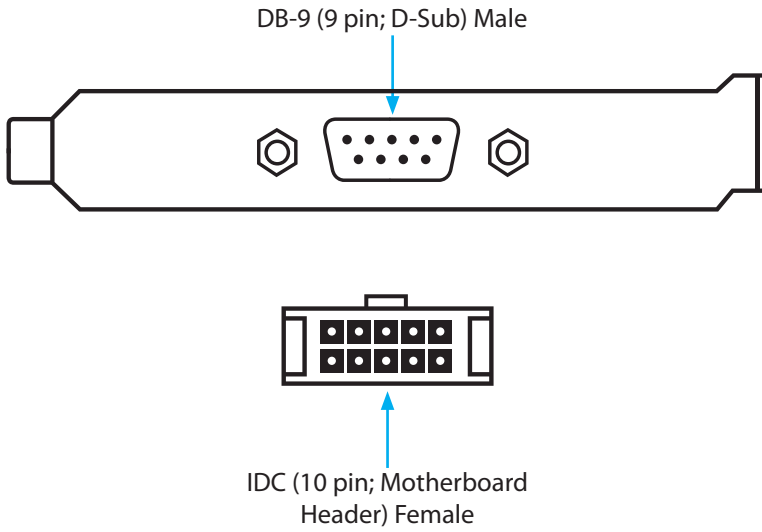 DB-9 (9 pin; D-Sub) Male
IDC (10 pin; Motherboard
Header) Female